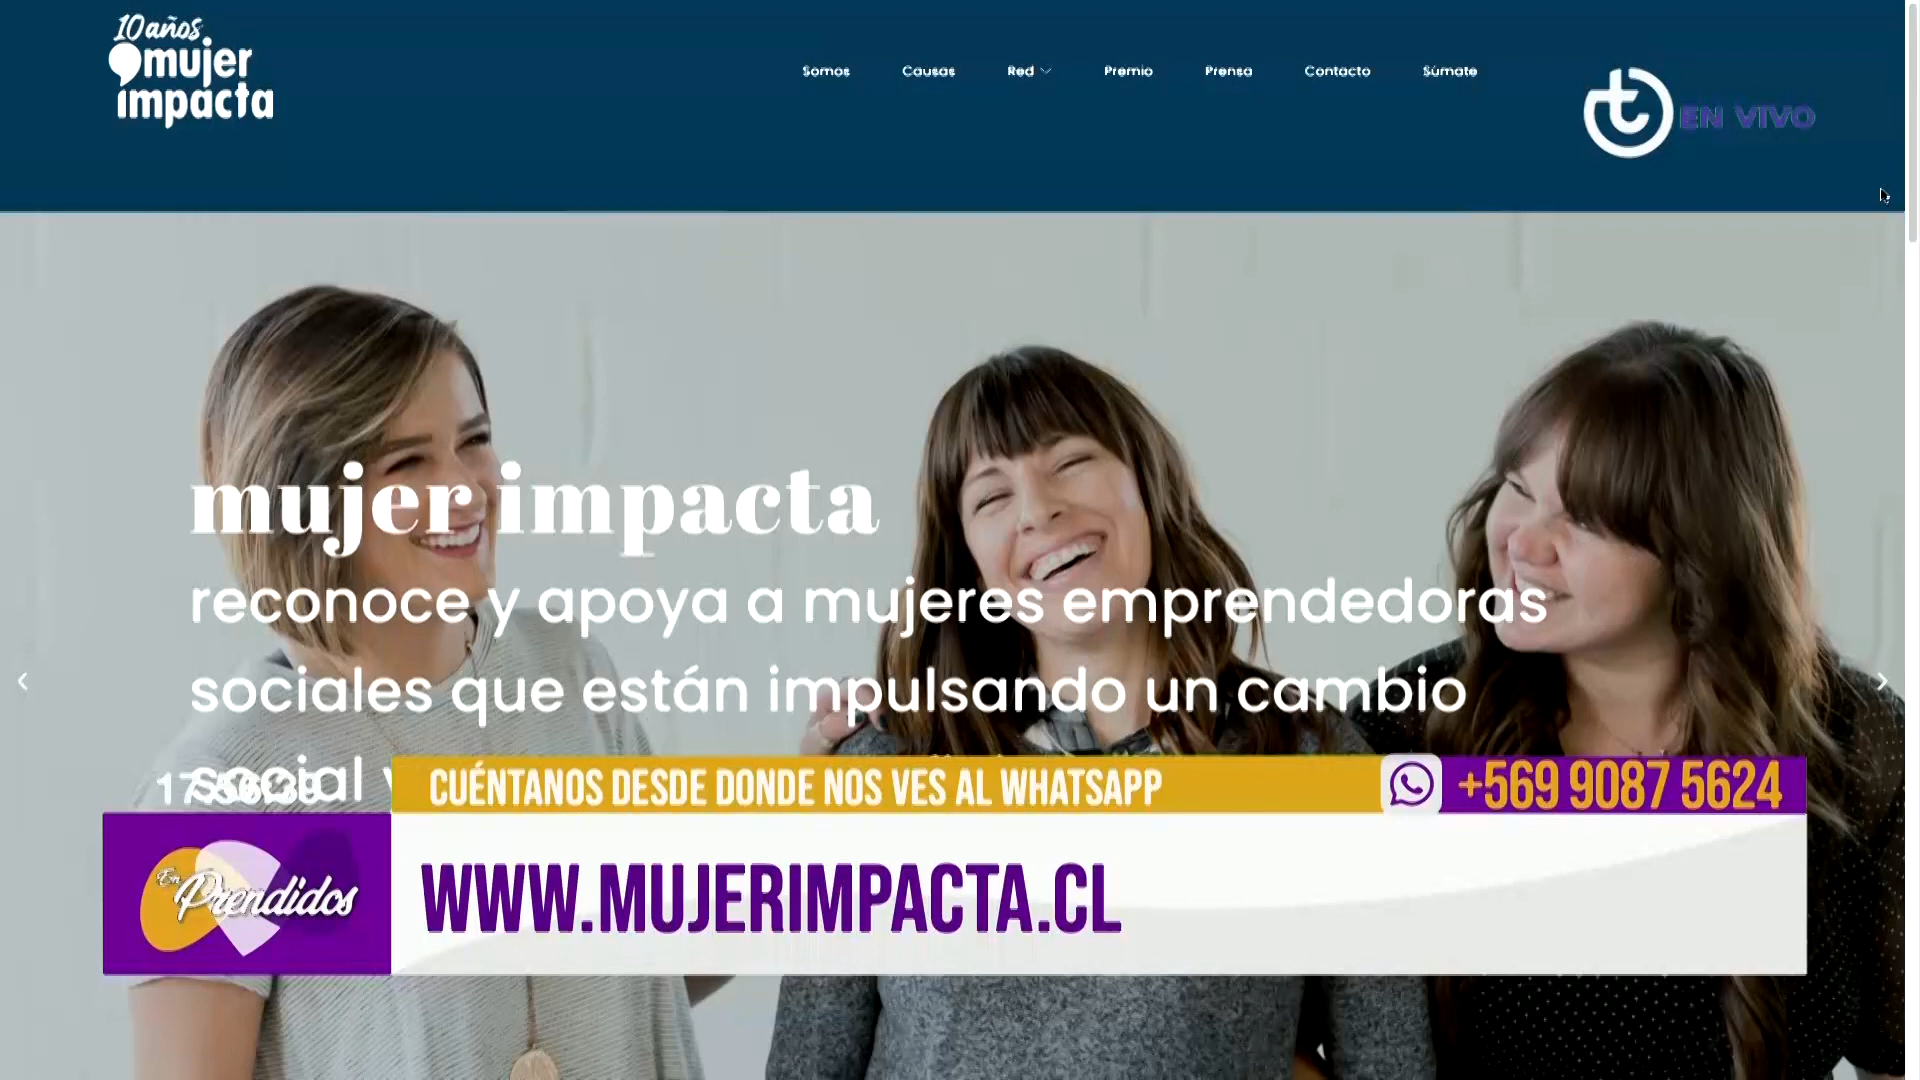 10 años
mujer
impacta
Somos Causas Red Premio Prensa Contacto Súmate
EN VIVO
mujer impacta
reconoce y apoya a mujeres emprendedoras
sociales que están impulsando un cambio
social
CUÉNTANOS DESDE DONDE NOS VES AL WHATSAPP +569 9087 5624
En Prendidos
WWW.MUJERIMPACTA.CL